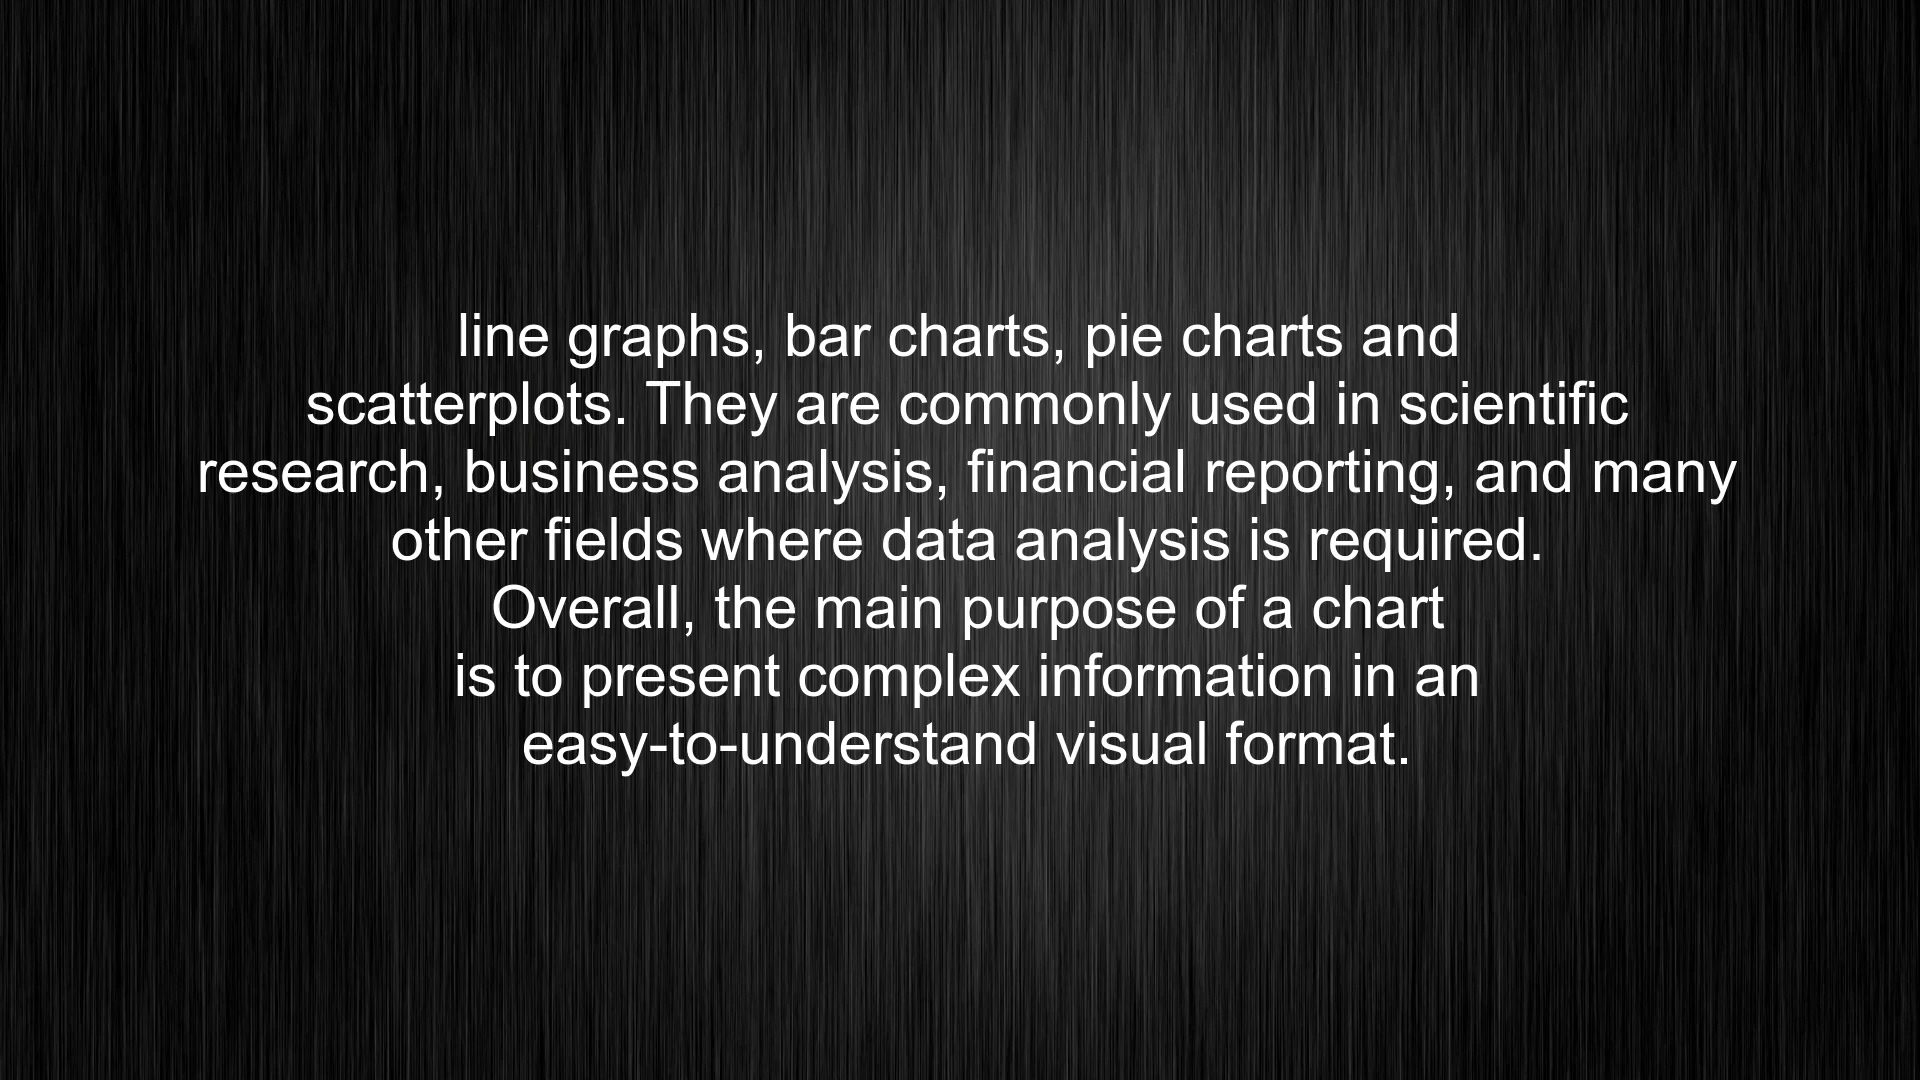 line graphs, bar charts, pie charts and
scatterplots. They are commonly used in scientific
research, business analysis, financial reporting, and many
other fields where data analysis is required.
Overall, the main purpose of a chart
is to present complex information in an
easy-to-understand visual format.